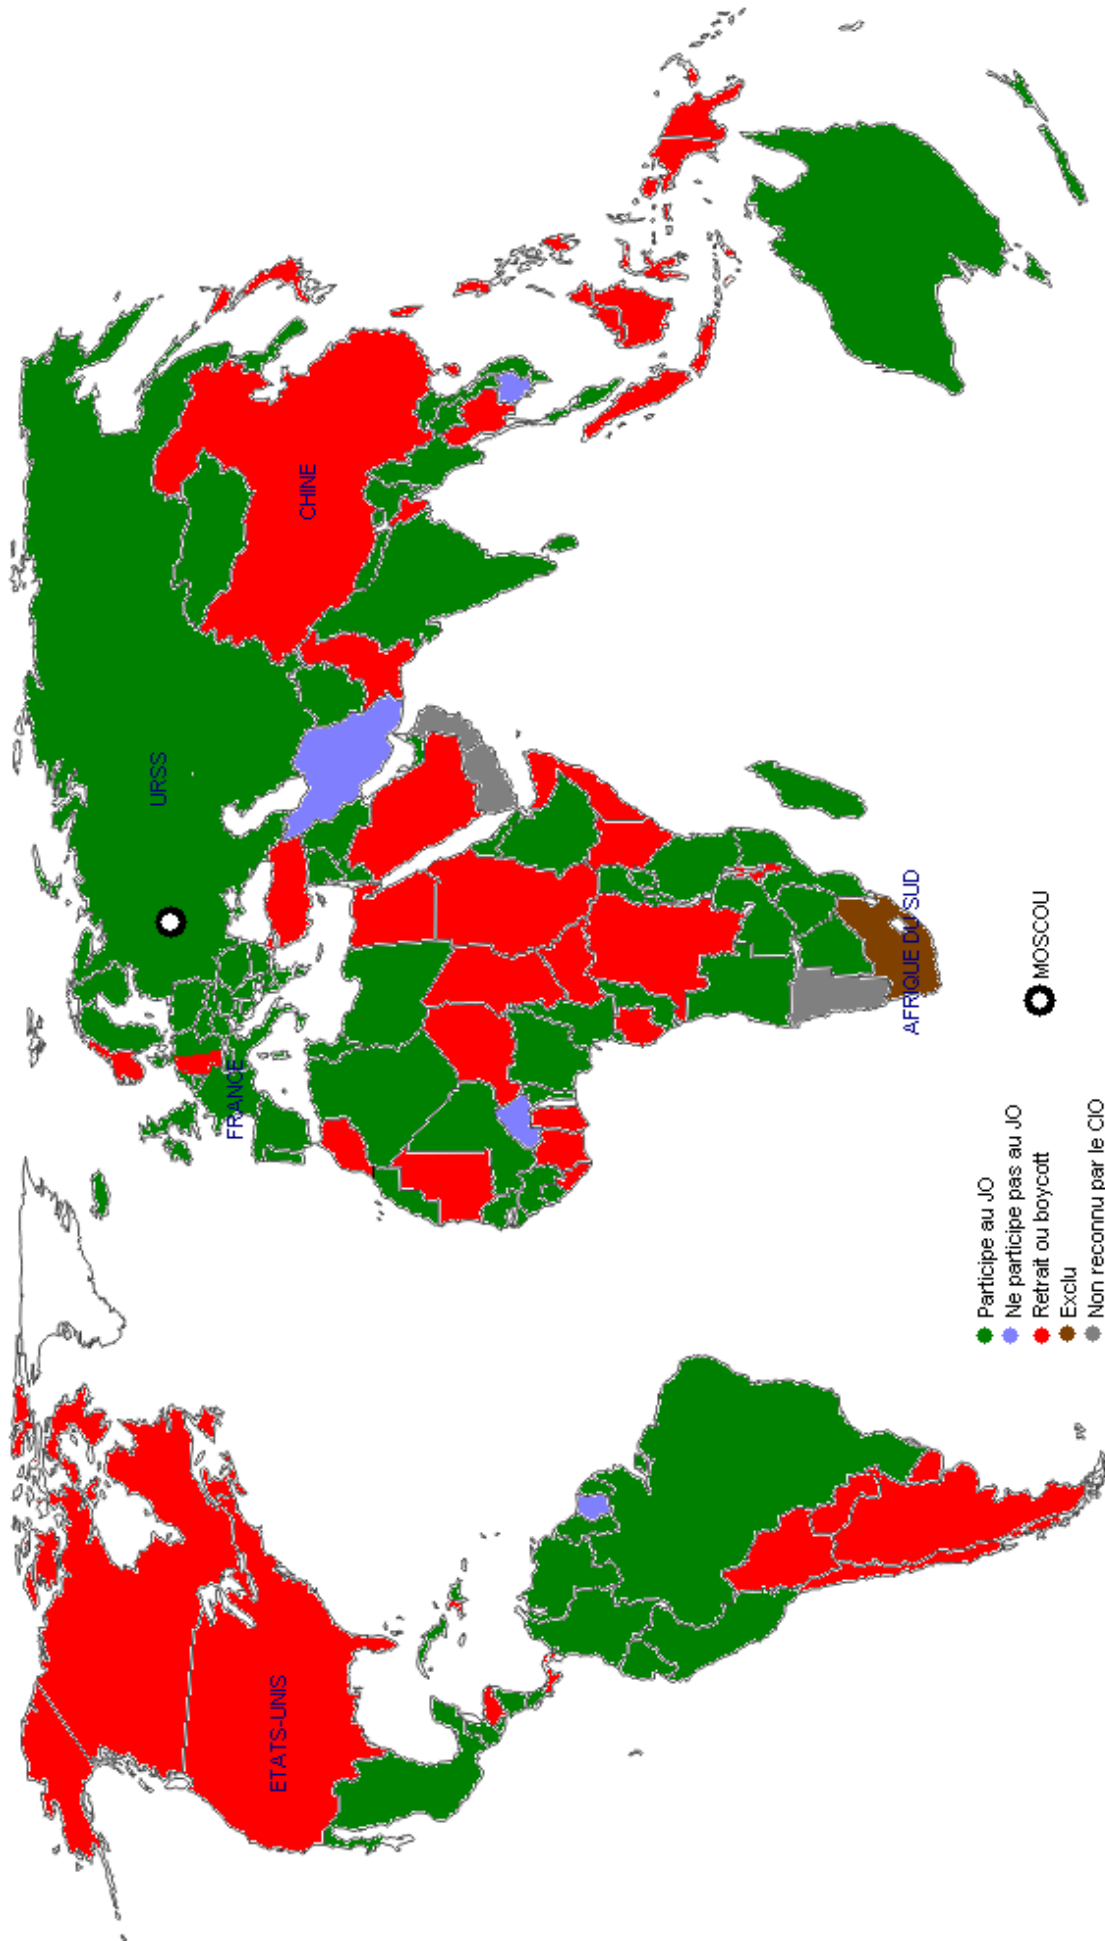 URSS
CHINE
FRANCE
ETATS-UNIS
AFRIQUE DU SUD
Participe au JO
Ne participe pas au JO
Retrait ou boycott
Exclu
Non reconnu par le CIO
MOSCOU